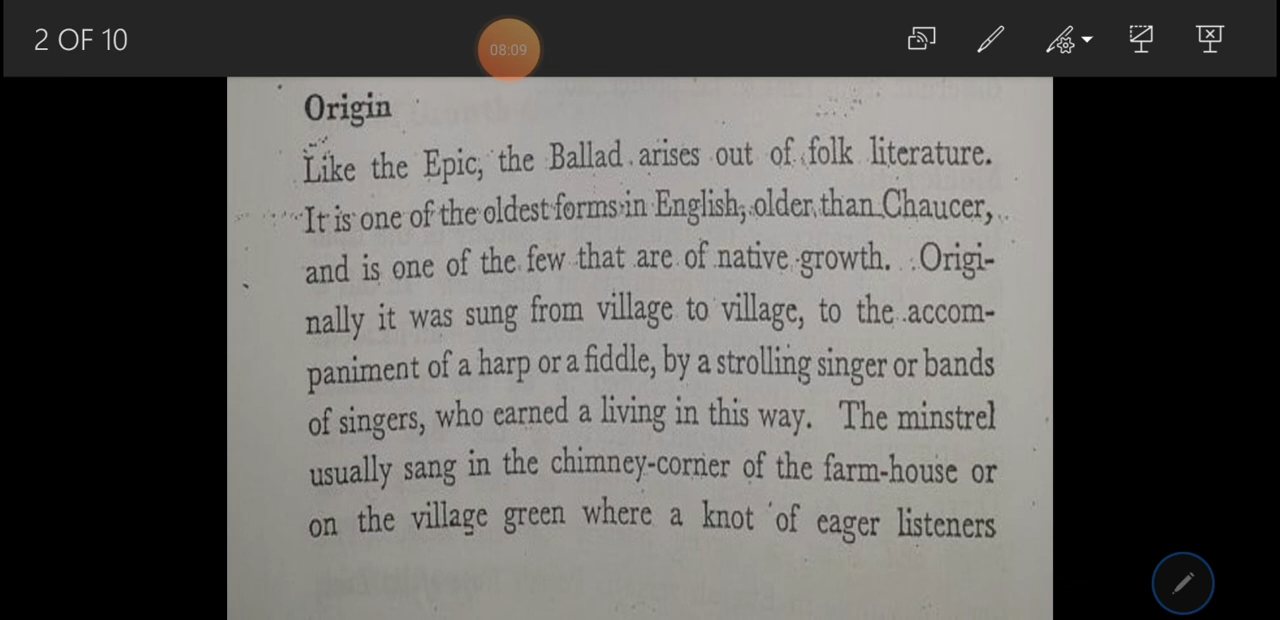 2 OF 10
08:09
Origin
Like the Epic, the Ballad arises out of folk literature.
It is one of the oldest forms in English, older than Chaucer,
and is one of the few that are of native growth. Origi-
nally it was sung from village to village, to the accom-
paniment of a harp or a fiddle, by a strolling singer or bands
of singers, who earned a living in this way. The minstrel
usually sang in the chimney-corner of the farm-house or
on the village green where a knot of eager listeners